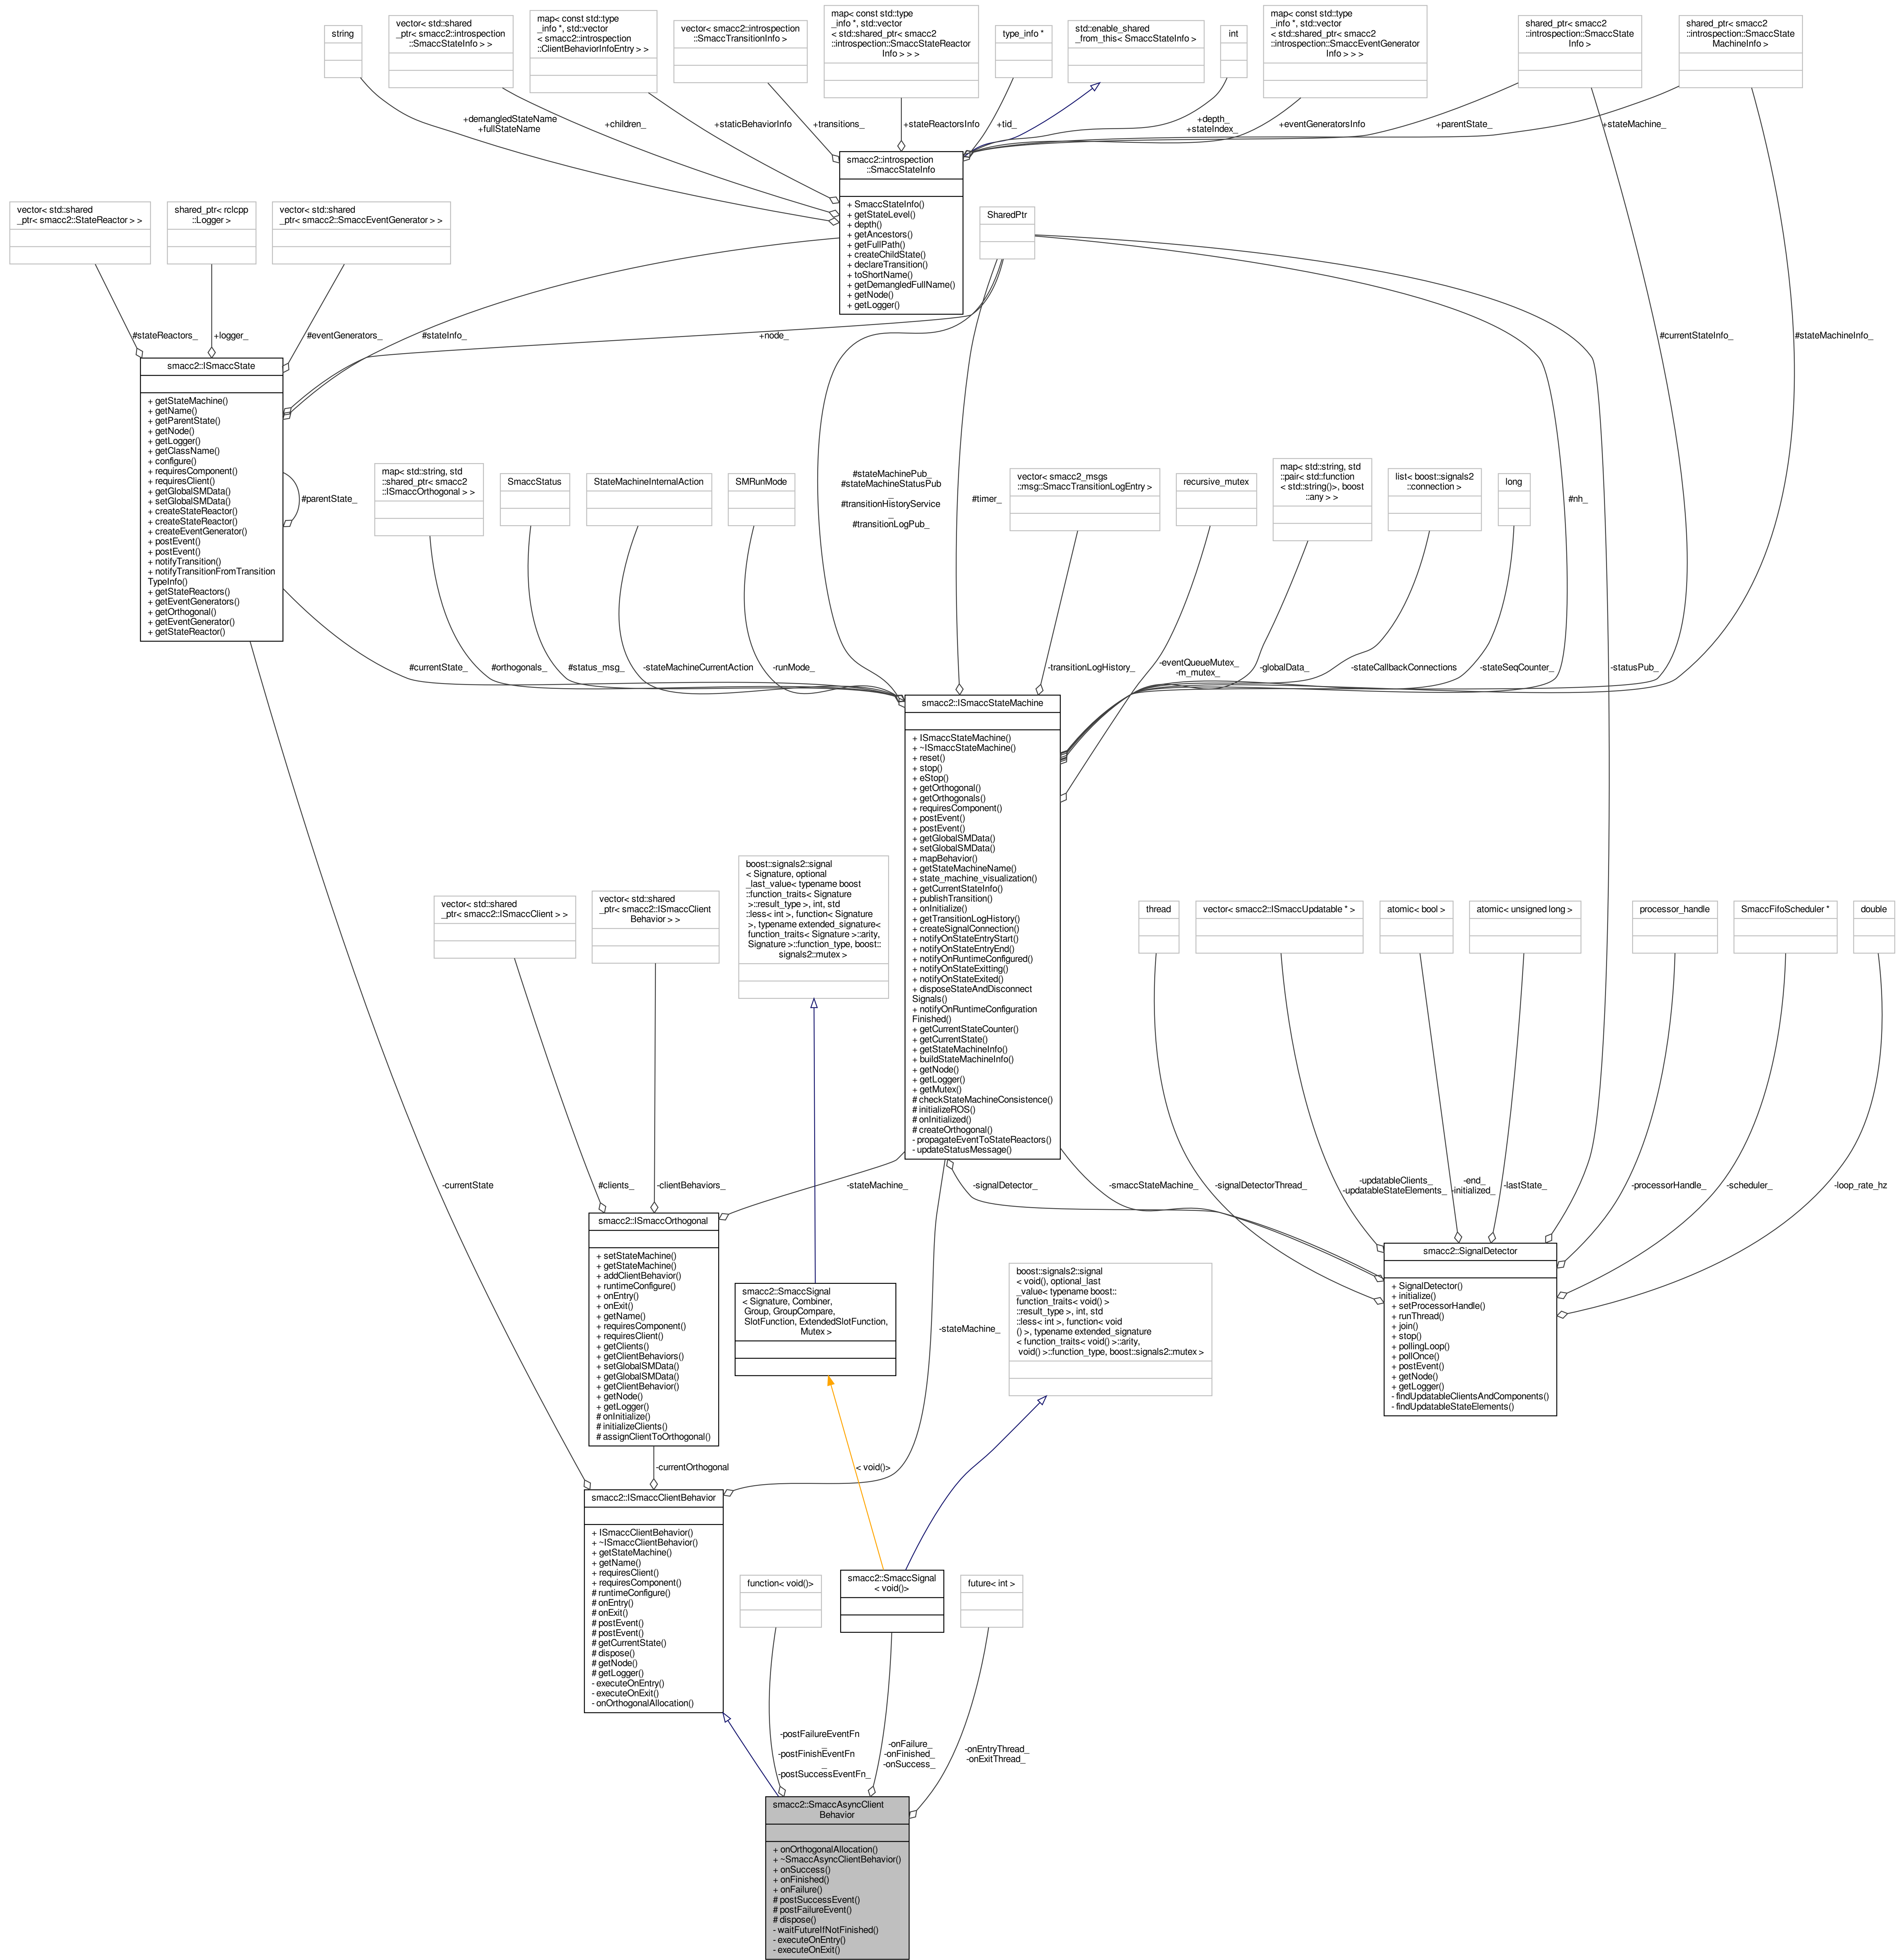 string
vector< std::shared
_ptr< smacc2::introspection
::SmaccStateInfo > >
map< const std::type
_info *, std::vector
< smacc2::introspection
::ClientBehaviorInfoEntry > >
vector< smacc2::introspection
::SmaccTransitionInfo >
map< const std::type
_info *, std::vector
< std::shared_ptr< smacc2
::introspection::SmaccStateReactor
Info > > >
type_info *
std::enable_shared
_from_this< SmaccStateInfo >
int
map< const std::type
_info *, std::vector
< std::shared_ptr< smacc2
::introspection::SmaccEventGenerator
Info > > >
shared_ptr< smacc2
::introspection::SmaccState
Info >
shared_ptr< smacc2
::introspection::SmaccState
MachineInfo >
+demangledStateName
+fullStateName
+children_
+staticBehaviorInfo
+transitions_
+stateReactorsInfo
+tid_
+depth_
+stateIndex_
+eventGeneratorsInfo
+parentState_
+stateMachine_
smacc2::introspection
::SmaccStateInfo
+ SmaccStateInfo()
+ getStateLevel()
+ depth()
+ getAncestors()
+ getFullPath()
+ createChildState()
+ declareTransition()
+ toShortName()
+ getDemangledFullName()
+ getNode()
+ getLogger()
vector< std::shared
_ptr< smacc2::StateReactor > >
shared_ptr< rclcpp
::Logger >
vector< std::shared
_ptr< smacc2::SmaccEventGenerator > >
SharedPtr
#stateReactors_
+logger_
#eventGenerators_
#stateInfo_
+node_
#currentStateInfo_
#stateMachineInfo_
smacc2::ISmaccState
+ getStateMachine()
+ getName()
+ getParentState()
+ getNode()
+ getLogger()
+ getClassName()
+ configure()
+ requiresComponent()
+ requiresClient()
+ getGlobalSMData()
+ setGlobalSMData()
+ createStateReactor()
+ createStateReactor()
+ createEventGenerator()
+ postEvent()
+ postEvent()
+ notifyTransition()
+ notifyTransitionFromTransition
TypeInfo()
+ getStateReactors()
+ getEventGenerators()
+ getOrthogonal()
+ getEventGenerator()
+ getStateReactor()
#parentState_
map< std::string, std
::shared_ptr< smacc2
::ISmaccOrthogonal > >
SmaccStatus
StateMachineInternalAction
SMRunMode
#stateMachinePub_
#stateMachineStatusPub
_
#transitionHistoryService
_
#transitionLogPub_
#timer_
vector< smacc2_msgs
::msg::SmaccTransitionLogEntry >
recursive_mutex
map< std::string, std
::pair< std::function
< std::string()>, boost
::any > >
list< boost::signals2
::connection >
long
#nh_
#currentState_
#orthogonals_
#status_msg_
-stateMachineCurrentAction
-runMode_
-transitionLogHistory_
-eventQueueMutex_
-m_mutex_
-globalData_
-stateCallbackConnections
-stateSeqCounter_
-statusPub_
smacc2::ISmaccStateMachine
+ ISmaccStateMachine()
+ ~ISmaccStateMachine()
+ reset()
+ stop()
+ eStop()
+ getOrthogonal()
+ getOrthogonals()
+ requiresComponent()
+ postEvent()
+ postEvent()
+ getGlobalSMData()
+ setGlobalSMData()
+ mapBehavior()
+ getStateMachineName()
+ state_machine_visualization()
+ getCurrentStateInfo()
+ publishTransition()
+ onInitialize()
+ getTransitionLogHistory()
+ createSignalConnection()
+ notifyOnStateEntryStart()
+ notifyOnStateEntryEnd()
+ notifyOnRuntimeConfigured()
+ notifyOnStateExitting()
+ notifyOnStateExited()
+ disposeStateAndDisconnect
Signals()
+ notifyOnRuntimeConfiguration
Finished()
+ getCurrentStateCounter()
+ getCurrentState()
+ getStateMachineInfo()
+ buildStateMachineInfo()
+ getNode()
+ getLogger()
+ getMutex()
# checkStateMachineConsistence()
# initializeROS()
# onInitialized()
# createOrthogonal()
- propagateEventToStateReactors()
- updateStatusMessage()
vector< std::shared
_ptr< smacc2::ISmaccClient > >
vector< std::shared
_ptr< smacc2::ISmaccClient
Behavior > >
boost::signals2::signal
< Signature, optional
_last_value< typename boost
::function_traits< Signature
>::result_type >, int, std
::less< int >, function< Signature
>, typename extended_signature<
function_traits< Signature >::arity,
Signature >::function_type, boost::
signals2::mutex >
thread
vector< smacc2::ISmaccUpdatable * >
atomic< bool >
atomic< unsigned long >
processor_handle
SmaccFifoScheduler *
double
-currentState
#clients_
-clientBehaviors_
-stateMachine_
-signalDetector_
-smaccStateMachine_
-signalDetectorThread_
-updatableClients_
-updatableStateElements_
-end_
-initialized_
-lastState_
-processorHandle_
-scheduler_
-loop_rate_hz
smacc2::ISmaccOrthogonal
+ setStateMachine()
+ getStateMachine()
+ addClientBehavior()
+ runtimeConfigure()
+ onEntry()
+ onExit()
+ getName()
+ requiresComponent()
+ requiresClient()
+ getClients()
+ getClientBehaviors()
+ setGlobalSMData()
+ getGlobalSMData()
+ getClientBehavior()
+ getNode()
+ getLogger()
# onInitialize()
# initializeClients()
# assignClientToOrthogonal()
smacc2::SmaccSignal
< Signature, Combiner,
Group, GroupCompare,
SlotFunction, ExtendedSlotFunction,
Mutex >
-stateMachine_
boost::signals2::signal
< void(), optional_last
_value< typename boost::
function_traits< void() >
::result_type >, int, std
::less< int >, function< void
() >, typename extended_signature
< function_traits< void() >::arity,
void() >::function_type, boost::signals2::mutex >
smacc2::SignalDetector
+ SignalDetector()
+ initialize()
+ setProcessorHandle()
+ runThread()
+ join()
+ stop()
+ pollingLoop()
+ pollOnce()
+ postEvent()
+ getNode()
+ getLogger()
- findUpdatableClientsAndComponents()
- findUpdatableStateElements()
-currentOrthogonal
< void()>
smacc2::ISmaccClientBehavior
+ ISmaccClientBehavior()
+ ~ISmaccClientBehavior()
+ getStateMachine()
+ getName()
+ requiresClient()
+ requiresComponent()
# runtimeConfigure()
# onEntry()
# onExit()
# postEvent()
# postEvent()
# getCurrentState()
# dispose()
# getNode()
# getLogger()
- executeOnEntry()
- executeOnExit()
- onOrthogonalAllocation()
function< void()>
smacc2::SmaccSignal
< void()>
future< int >
-postFailureEventFn
_
-postFinishEventFn
_
-postSuccessEventFn_
-onFailure_
-onFinished_
-onSuccess_
-onEntryThread_
-onExitThread_
smacc2::SmaccAsyncClient
Behavior
+ onOrthogonalAllocation()
+ ~SmaccAsyncClientBehavior()
+ onSuccess()
+ onFinished()
+ onFailure()
# postSuccessEvent()
# postFailureEvent()
# dispose()
- waitFutureIfNotFinished()
- executeOnEntry()
- executeOnExit()